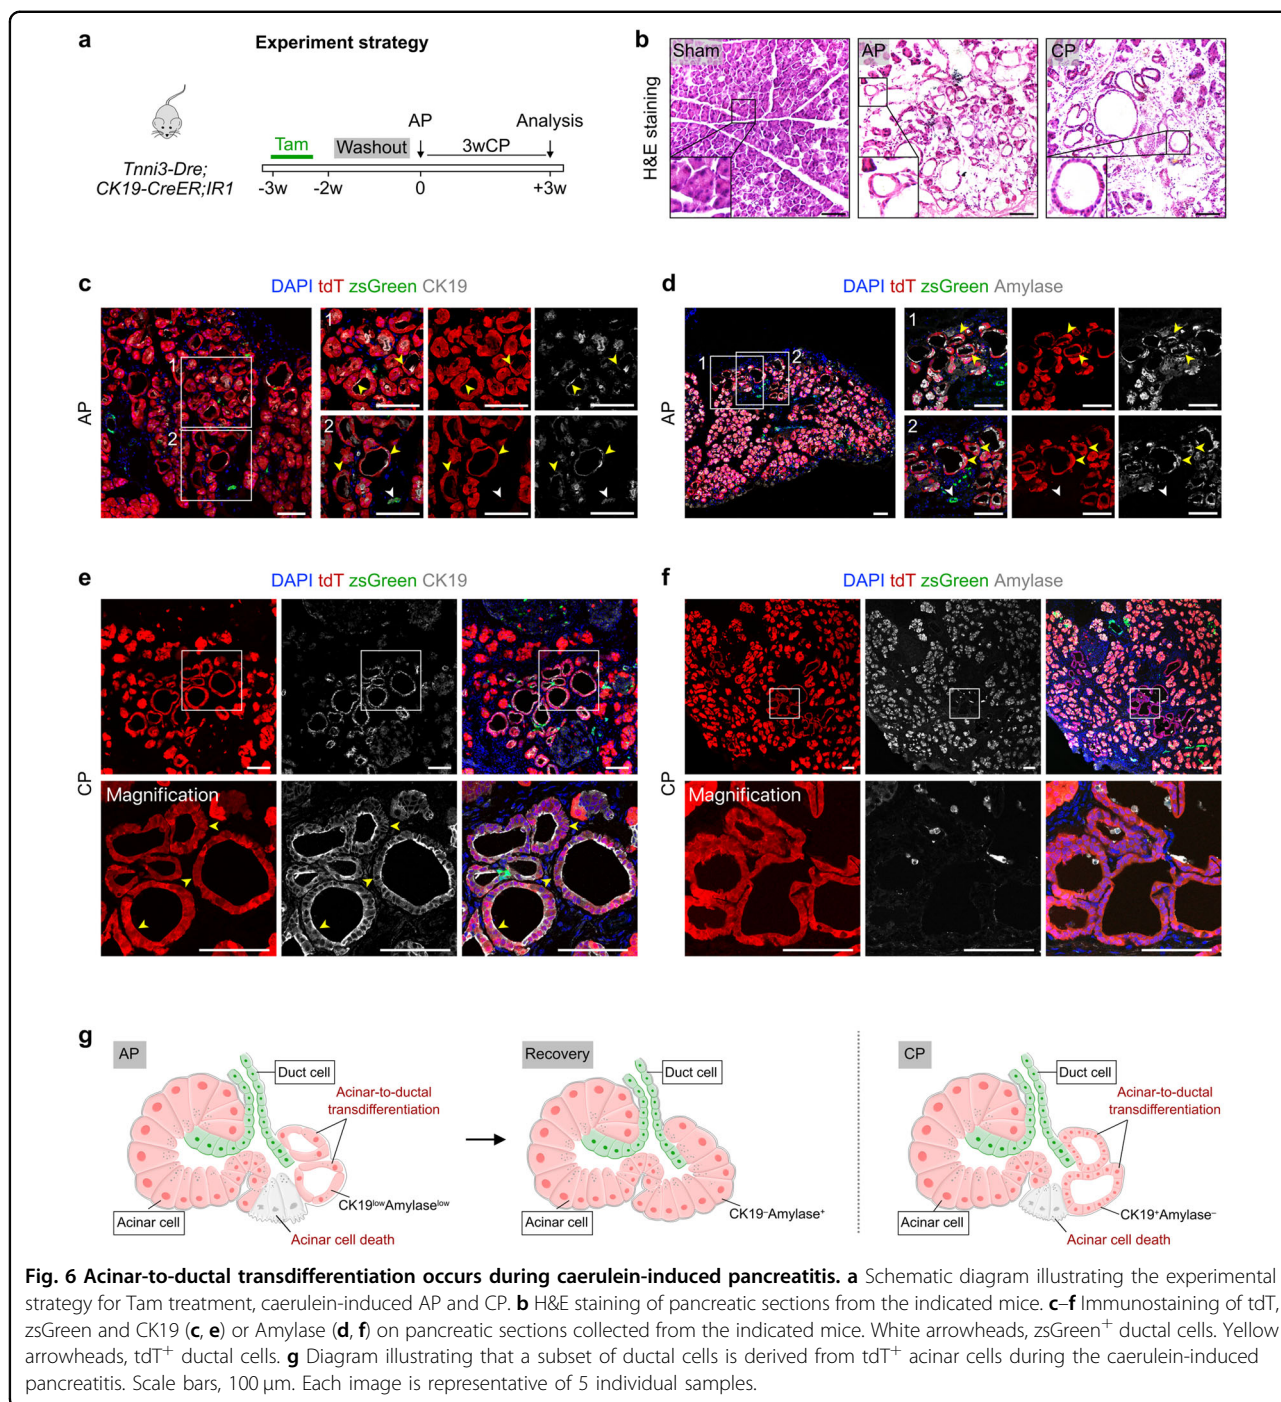 a
Experiment strategy
Tnni3-Dre;
CK19-CreER;IR1
Tam
Washout
AP
3wCP
Analysis
-3w
-2w
0
+3w
b
H&E staining
Sham
AP
CP
c
DAPI tdT zsGreen CK19
AP
1
2
1
2
d
DAPI tdT zsGreen Amylase
AP
1
2
1
2
e
DAPI tdT zsGreen CK19
CP
Magnification
f
DAPI tdT zsGreen Amylase
CP
Magnification
g
AP
Duct cell
Acinar-to-ductal
transdifferentiation
CK19lowAmylaselow
Acinar cell
Acinar cell death
Recovery
Duct cell
Acinar cell
CK19–Amylase+
CP
Duct cell
Acinar-to-ductal
transdifferentiation
Acinar cell
CK19+Amylase–
Acinar cell death
Fig. 6 Acinar-to-ductal transdifferentiation occurs during caerulein-induced pancreatitis. a Schematic diagram illustrating the experimental
strategy for Tam treatment, caerulein-induced AP and CP. b H&E staining of pancreatic sections from the indicated mice. c–f Immunostaining of tdT,
zsGreen and CK19 (c, e) or Amylase (d, f) on pancreatic sections collected from the indicated mice. White arrowheads, zsGreen+ ductal cells. Yellow
arrowheads, tdT+ ductal cells. g Diagram illustrating that a subset of ductal cells is derived from tdT+ acinar cells during the caerulein-induced
pancreatitis. Scale bars, 100 μm. Each image is representative of 5 individual samples.